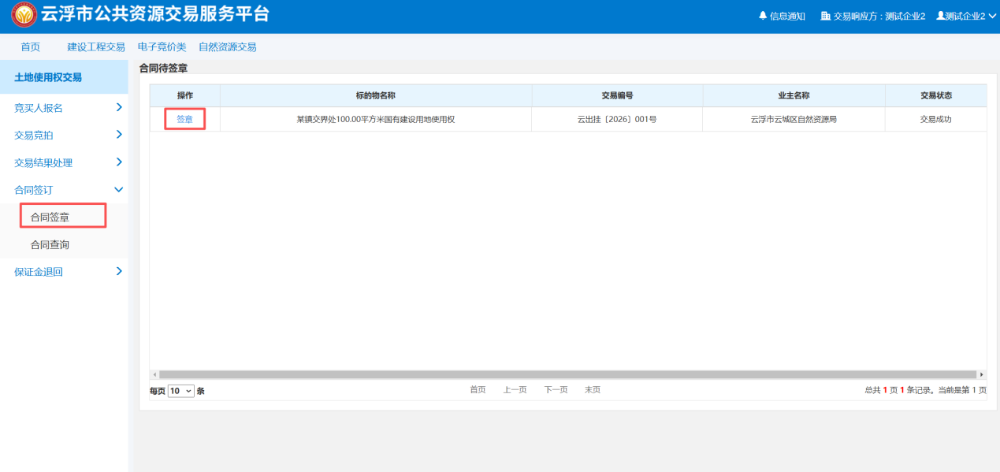 云浮市公共资源交易服务平台
信息通知 交易响应方：测试企业2 测试企业2
首页 建设工程交易 电子竞价类 自然资源交易
土地使用权交易
竞买人报名
交易竞拍
交易结果处理
合同签订
合同签章
合同查询
保证金退回
合同待签章
操作 标的物名称 交易编号 业主名称 交易状态
签章 某鎮交界处100.00平方米国有建设用地使用权 云出挂〔2026〕001号 云浮市云城区自然资源局 交易成功
每页 10 条 首页 上一页 下一页 末页 总共 1 页 1 条记录。当前是第 1 页